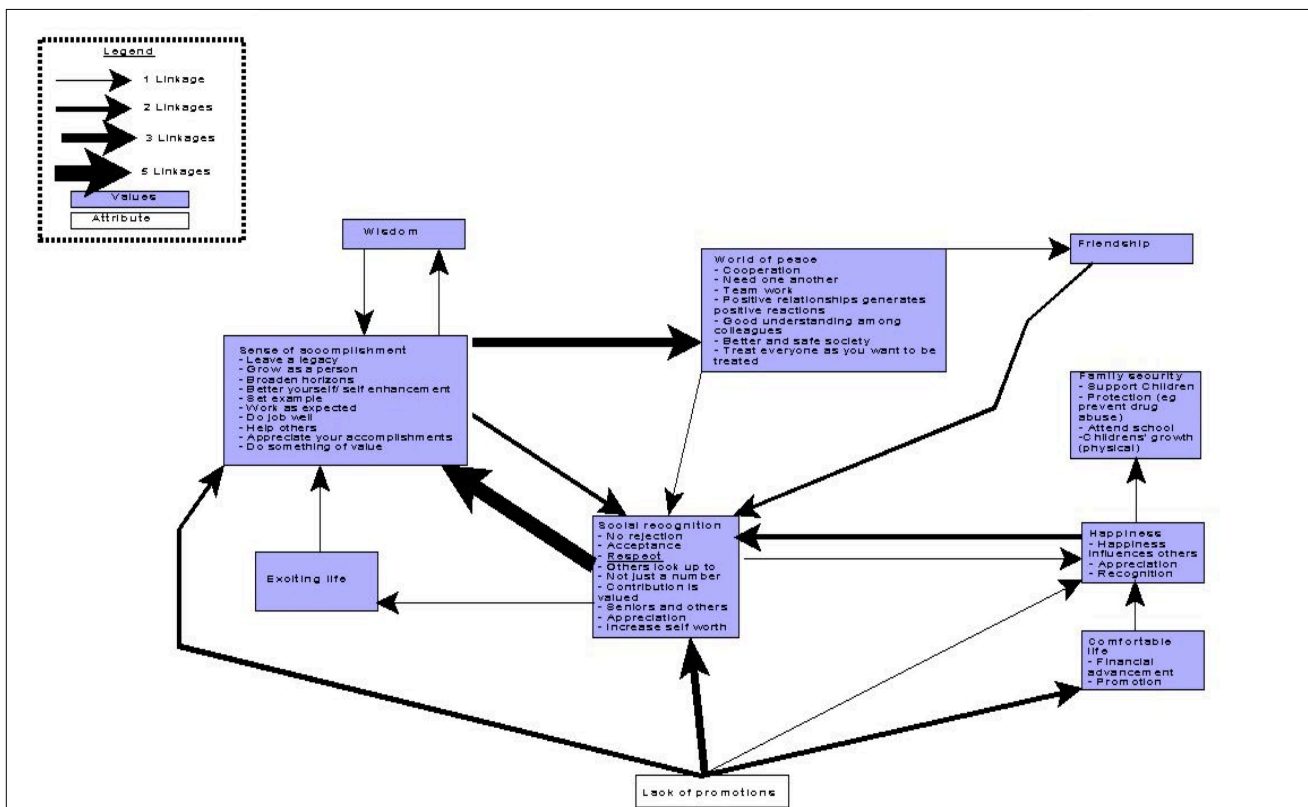 Legend
1 Linkage
2 Linkages
3 Linkages
5 Linkages
Values
Attribute
Wisdom
World of peace
- Cooperation
- Need one another
- Team work
- Positive relationships generates
positive reactions
- Good understanding among
colleagues
- Better and safe society
- Treat everyone as you want to be
treated
Friendship
Sense of accomplishment
- Leave a legacy
- Grow as a person
- Broaden horizons
- Better yourself/ self enhancement
- Set example
- Work as expected
- Do job well
- Help others
- Appreciate your accomplishments
- Do something of value
Family security
- Support Children
- Protection (eg
prevent drug
abuse)
- Attend school
-Childrens' growth
(physical)
Social recognition
- No rejection
- Acceptance
- Respect
- Others look up to
- Not just a number
- Contribution is
valued
- Seniors and others
- Appreciation
- Increase self worth
Happiness
- Happiness
influences others
- Appreciation
- Recognition
Exciting life
Comfortable
life
- Financial
advancement
- Promotion
Lack of promotions